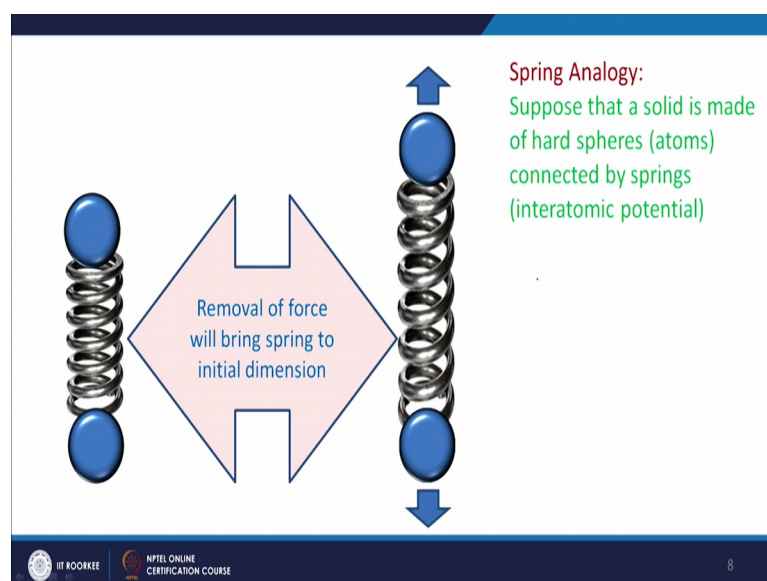 Spring Analogy:
Suppose that a solid is made
of hard spheres (atoms)
connected by springs
(interatomic potential)
Removal of force
will bring spring to
initial dimension
IIT ROORKEE
NPTEL ONLINE
CERTIFICATION COURSE
8